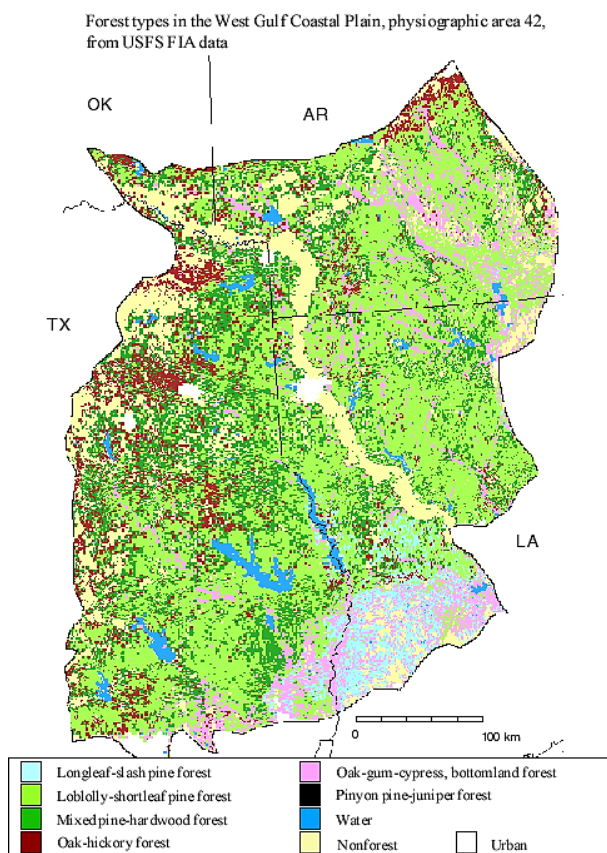 Forest types in the West Gulf Coastal Plain, physiographic area 42,
from USFS FIA data
OK
AR
TX
LA
0
100 km
Longleaf-slash pine forest
Oak-gum-cypress, bottomland forest
Loblolly-shortleaf pine forest
Pinyon pine-juniper forest
Mixed pine-hardwood forest
Water
Oak-hickory forest
Nonforest
Urban